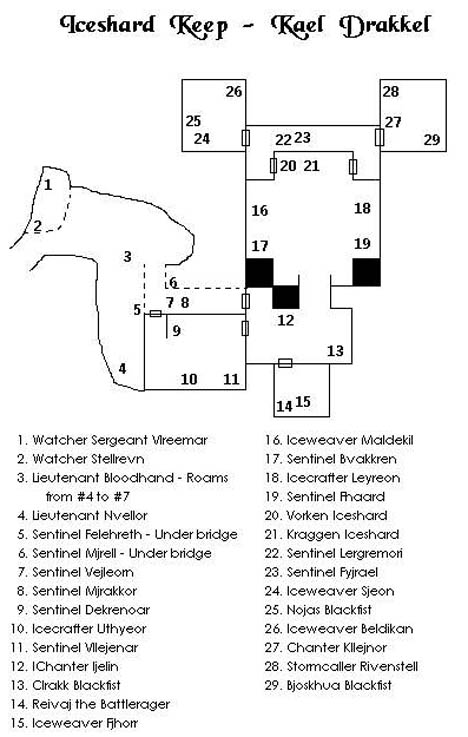 Iceshard Keep - Kael Drakkel
26
28
25
24
22 23
27
29
20 21
1
2
16
18
3
17
19
6
5
7 8
9
12
4
10
11
13
14 15
1. Watcher Sergeant Vlreemar
2. Watcher Stellrevn
3. Lieutenant Bloodhand - Roams
from #4 to #7
4. Lieutenant Nvellor
5. Sentinel Felehreth - Under bridge
6. Sentinel Mjrell - Under bridge
7. Sentinel Vejleorn
8. Sentinel Mjrakkor
9. Sentinel Dekrenoar
10. Icecrafter Uthyeor
11. Sentinel Vllejenar
12. IChanter Ijelin
13. Clrakk Blackfist
14. Reivaj the Battlerager
15. Iceweaver Fjhorr
16. Iceweaver Maldekil
17. Sentinel Bvakkren
18. Icecrafter Leyreon
19. Sentinel Fhaard
20. Vorken Iceshard
21. Kraggen Iceshard
22. Sentinel Lergremori
23. Sentinel Fyjrael
24. Iceweaver Sjeon
25. Nojas Blackfist
26. Iceweaver Beldikan
27. Chanter Kllejnor
28. Stormcaller Rivenstell
29. Bjoskhua Blackfist